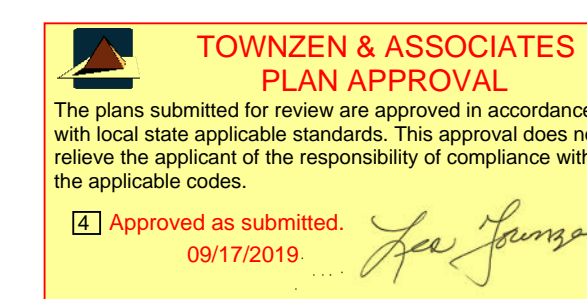 TOWNZEN & ASSOCIATES
PLAN APPROVAL
The plans submitted for review are approved in accordance
with local state applicable standards. This approval does no
relieve the applicant of the responsibility of compliance with
the applicable codes.
4 Approved as submitted.
09/17/2019